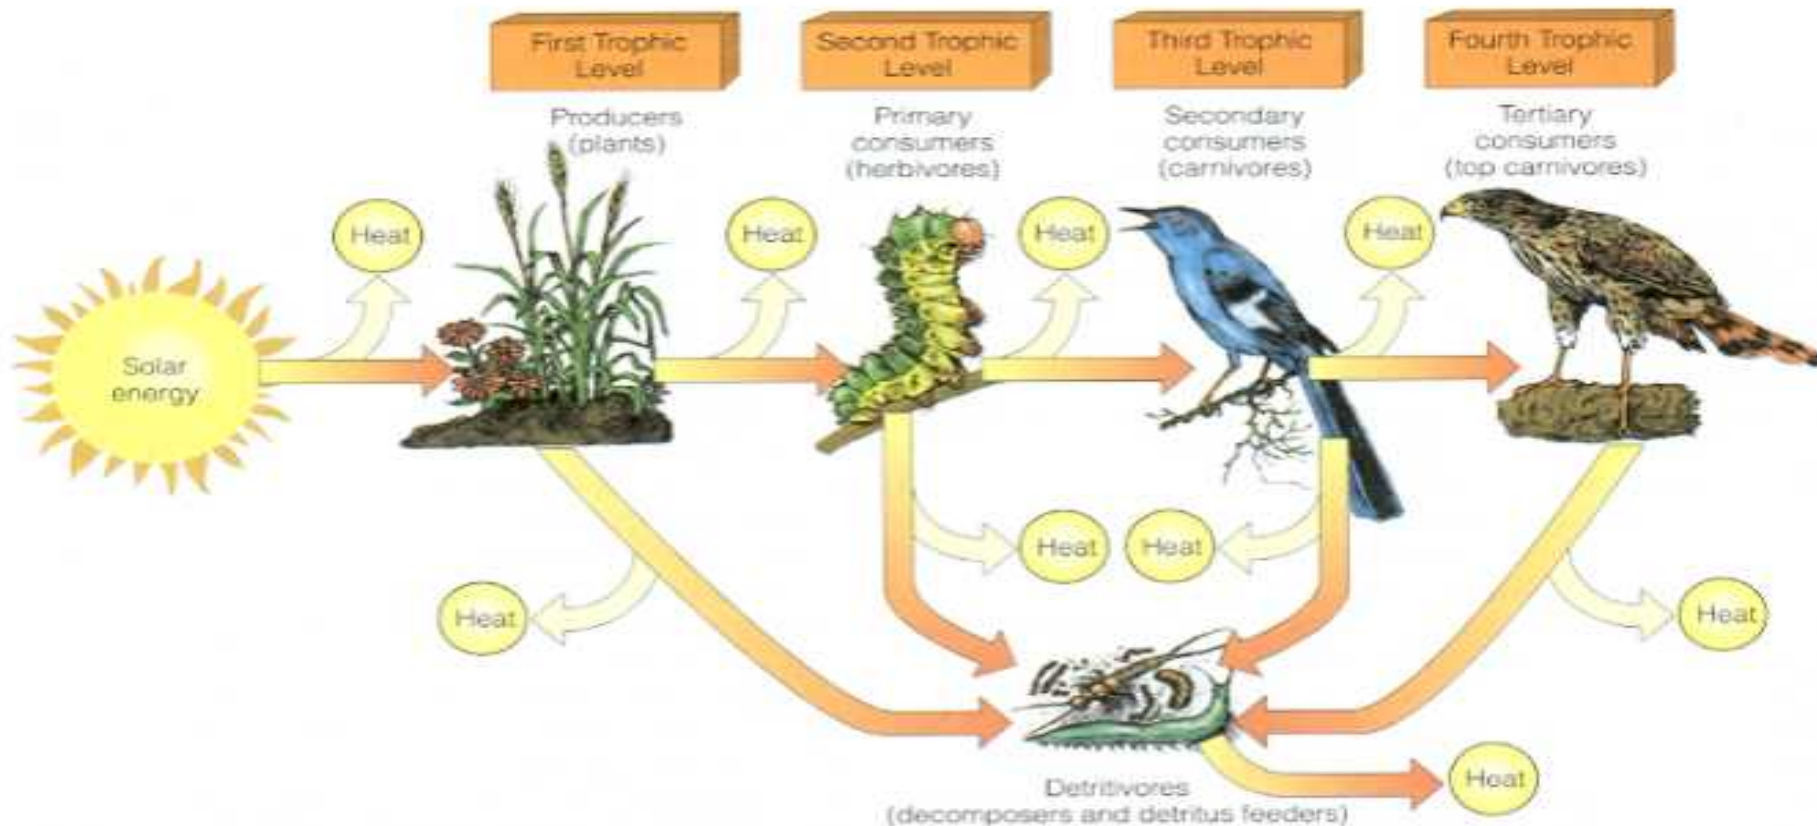 First Trophic
Level
Second Trophic
Level
Third Trophic
Level
Fourth Trophic
Level
Producers
(plants)
Primary
consumers
(herbivores)
Secondary
consumers
(carnivores)
Tertiary
consumers
(top carnivores)
Heat
Heat
Heat
Heat
Solar
energy
Heat
Heat
Heat
Heat
Heat
Detritivores
(decomposers and detritus feeders)